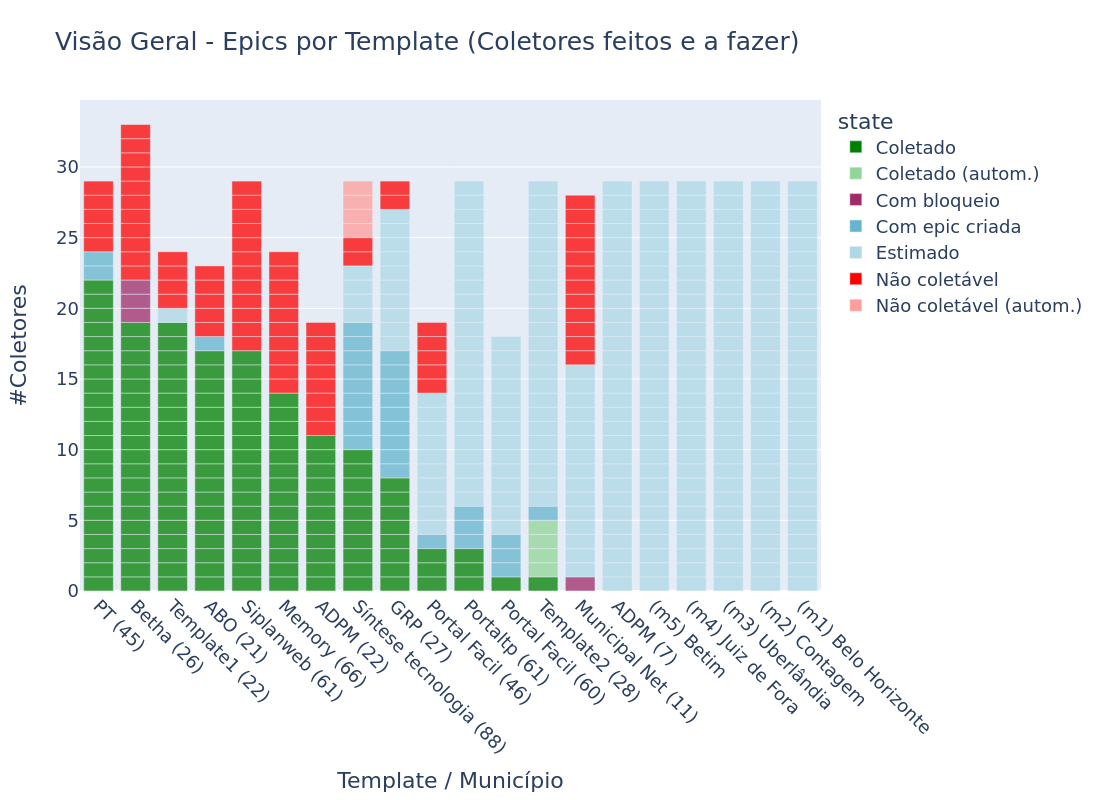 Visão Geral - Epics por Template (Coletores feitos e a fazer)
state
Coletado
Coletado (autom.)
Com bloqueio
Com epic criada
Estimado
Não coletável
Não coletável (autom.)
#Coletores
30
25
20
15
10
5
0
PT (45)
Betha (26)
Template1 (22)
ABO (21)
Siplanweb (61)
Memory (66)
ADPM (22)
Síntese tecnologia (88)
GRP (27)
Portal Facil (46)
Portaltp (61)
Portal Facil (60)
Template2 (28)
Municipal Net (11)
ADPM (7)
(m5) Betim
(m4) Juiz de Fora
(m3) Uberlândia
(m2) Contagem
(m1) Belo Horizonte
Template / Município